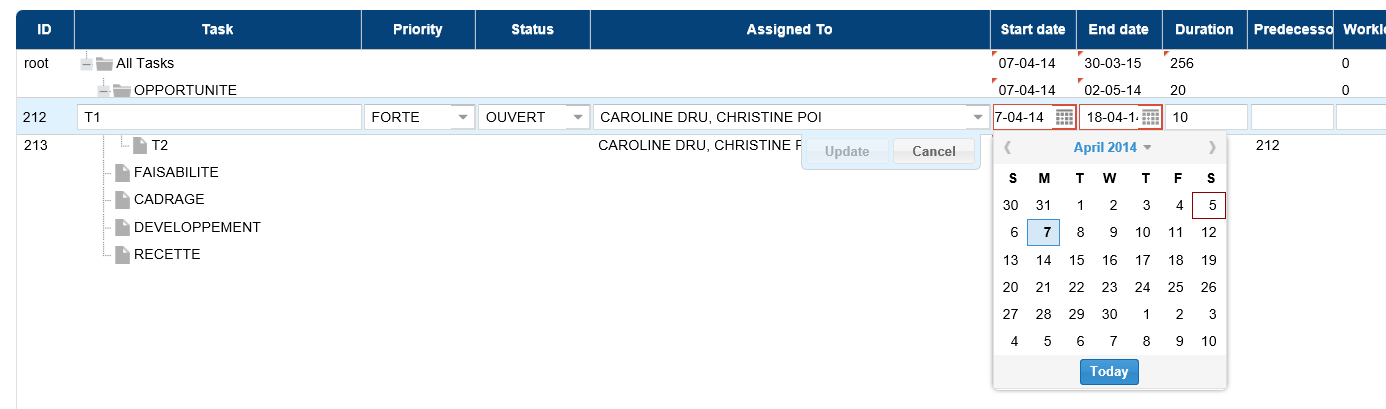 ID Task Priority Status Assigned To Start date End date Duration Predecesso Workl
root All Tasks 07-04-14 30-03-15 256 0
OPPORTUNITE 07-04-14 02-05-14 20 0
212 T1 FORTE OUVERT CAROLINE DRU, CHRISTINE POI 7-04-14 18-04-1 10
213 T2 CAROLINE DRU, CHRISTINE P 212
Update Cancel
FAISABILITE
CADRAGE
DEVELOPPEMENT
RECETTE
April 2014
S M T W T F S
30 31 1 2 3 4 5
6 7 8 9 10 11 12
13 14 15 16 17 18 19
20 21 22 23 24 25 26
27 28 29 30 1 2 3
4 5 6 7 8 9 10
Today